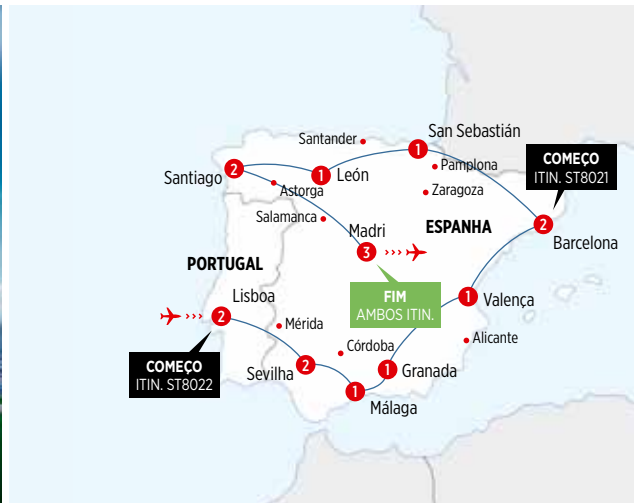 Santander
San Sebastián
1
1
Pamplona
COMEÇO
ITIN. ST8021
2
Santiago
León
Astorga
Zaragoza
Salamanca
Madri
ESPANHA
2
Barcelona
3
PORTUGAL
FIM
AMBOS ITIN.
1
Valença
Lisboa
2
Mérida
Alicante
Córdoba
COMEÇO
ITIN. ST8022
Sevilha
2
1
Granada
1
Málaga